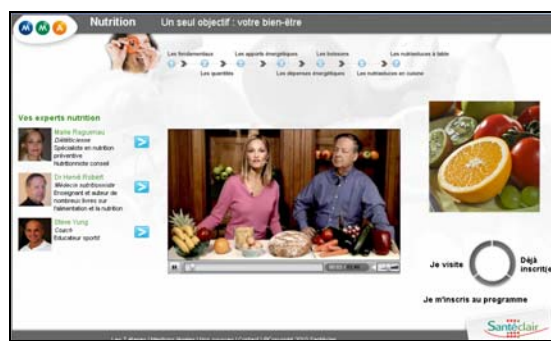 MMA
Nutrition
Un seul objectif : votre bien-être
Les fondamentaux
Les apports énergétiques
Les boissons
Les nutriastuces à table
Les quantités
Les dépenses énergétiques
Les nutriastuces en cuisine
Vos experts nutrition
Marie Raguenau
Diététicienne
Spécialiste en nutrition
préventive
Nutritionniste conseil
Dr Hervé Robert
Médecin nutritionniste
Enseignant et auteur de
nombreux livres sur
l'alimentation et la nutrition
Steve Yung
Coach
Educateur sportif
Je visite
Déjà
inscrit(e
Je m'inscris au programme
Santéclair